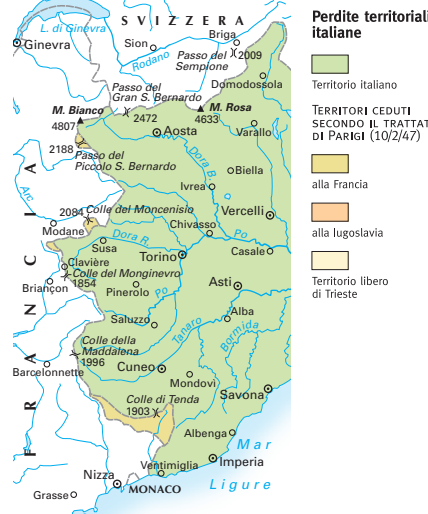 SVIZZERA
L. di Ginevra
Ginevra
Sion
Briga
Rodano
Passo del
Sempione
2009
Domodossola
Passo del
Gran S. Bernardo
M. Bianco
4807
2472
M. Rosa
4633
Aosta
Varallo
2188
Passo del
Piccolo S. Bernardo
Dora B.
Biella
Ivrea
Arc
Vercelli
2084
Colle del Moncenisio
Modane
Chivasso
Po
Dora R.
Susa
Torino
Casale
Clavière
Colle del Monginevro
1854
Briançon
Pinerolo
Asti
Po
Alba
Saluzzo
Tanaro
Bormida
Colle della
Maddalena
1996
Barcelonnette
Cuneo
Mondovì
Colle di Tenda
1903
Savona
Albenga
Mar
Ligure
Ventimiglia
Imperia
Nizza
MONACO
Grasse
FRANCIA
Perdite territoriali
italiane
Territorio italiano
TERRITORI CEDUTI
SECONDO IL TRATTAT
DI PARIGI (10/2/47)
alla Francia
alla Iugoslavia
Territorio libero
di Trieste